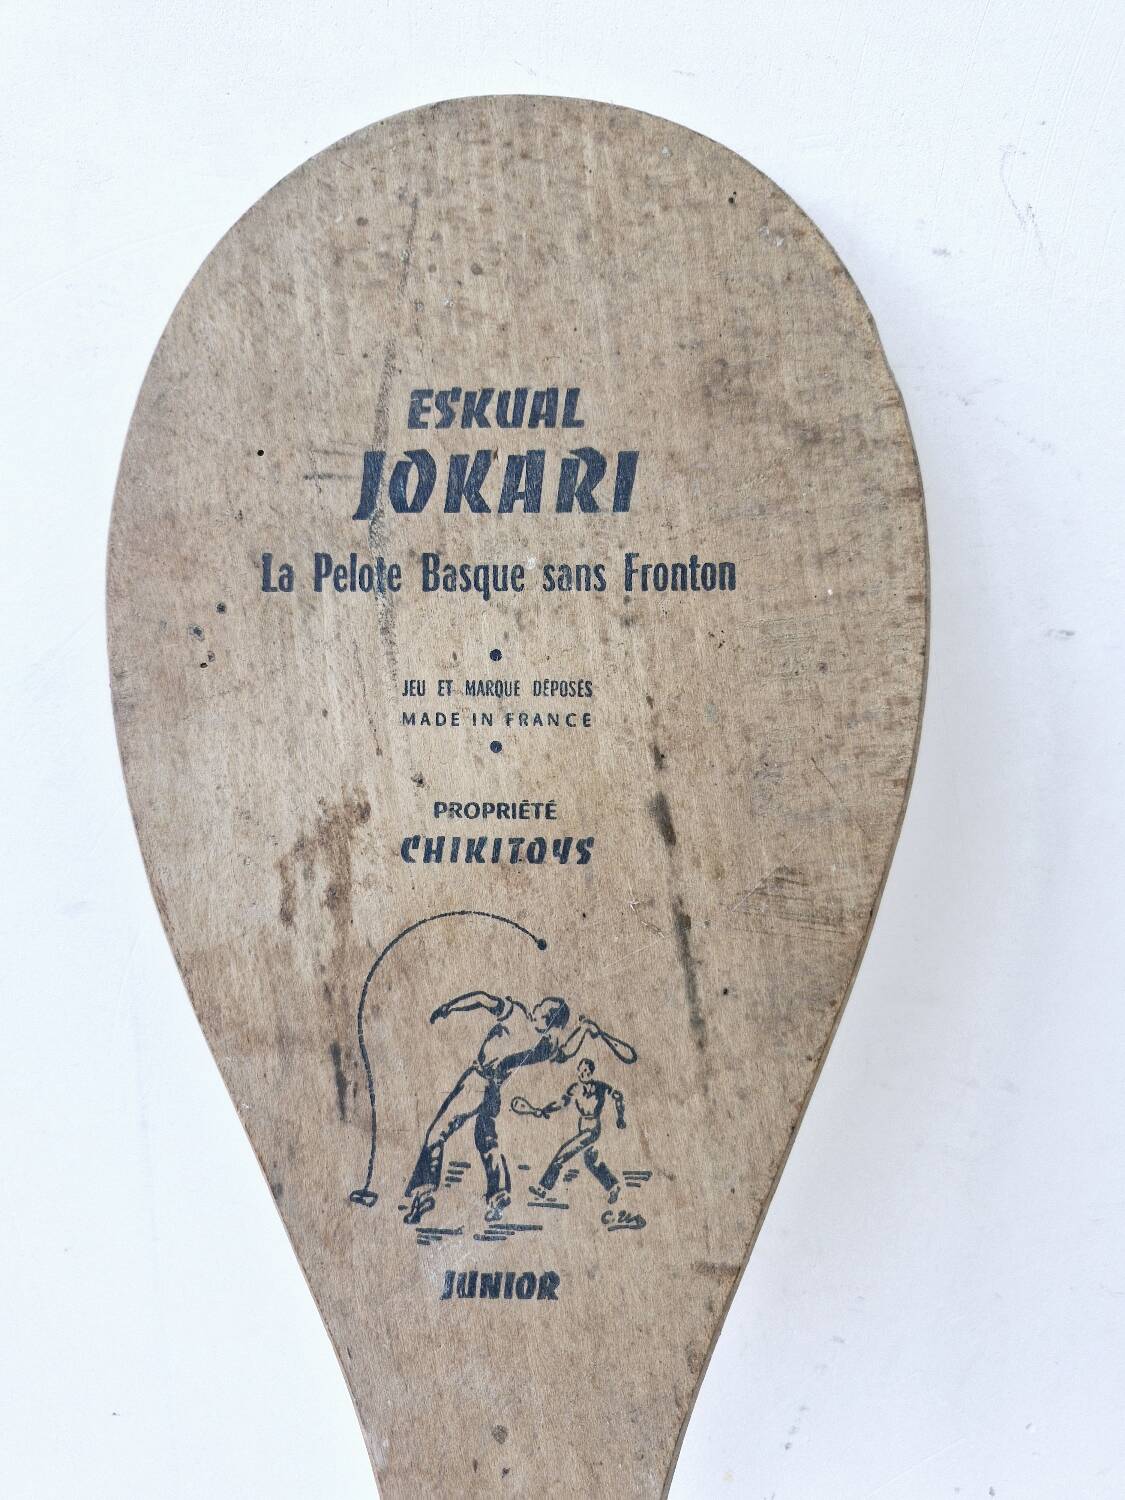 ESKUAL
JOKARI
La Pelote Basque sans Fronton
JEU ET MARQUE DÉPOSÉS
MADE IN FRANCE
PROPRIÉTÉ
CHIKITOYS
JUNIOR